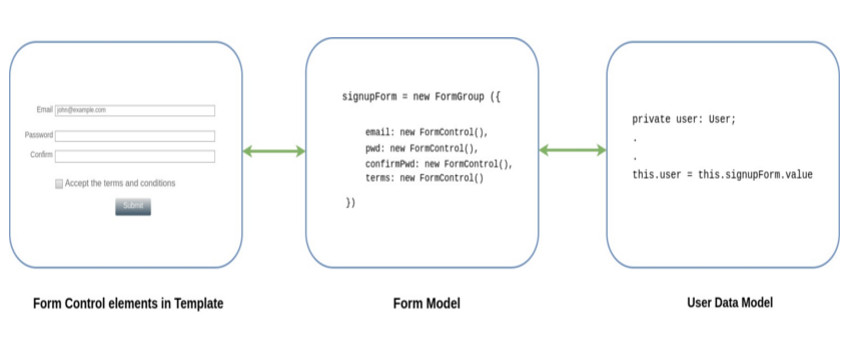 Email john@example.com
Password
Confirm
Accept the terms and conditions
Submit
signupForm = new FormGroup ({
email: new FormControl(),
pwd: new FormControl(),
confirmPwd: new FormControl(),
terms: new FormControl()
})
private user: User;
.
.
this.user = this.signupForm.value
Form Control elements in Template
Form Model
User Data Model